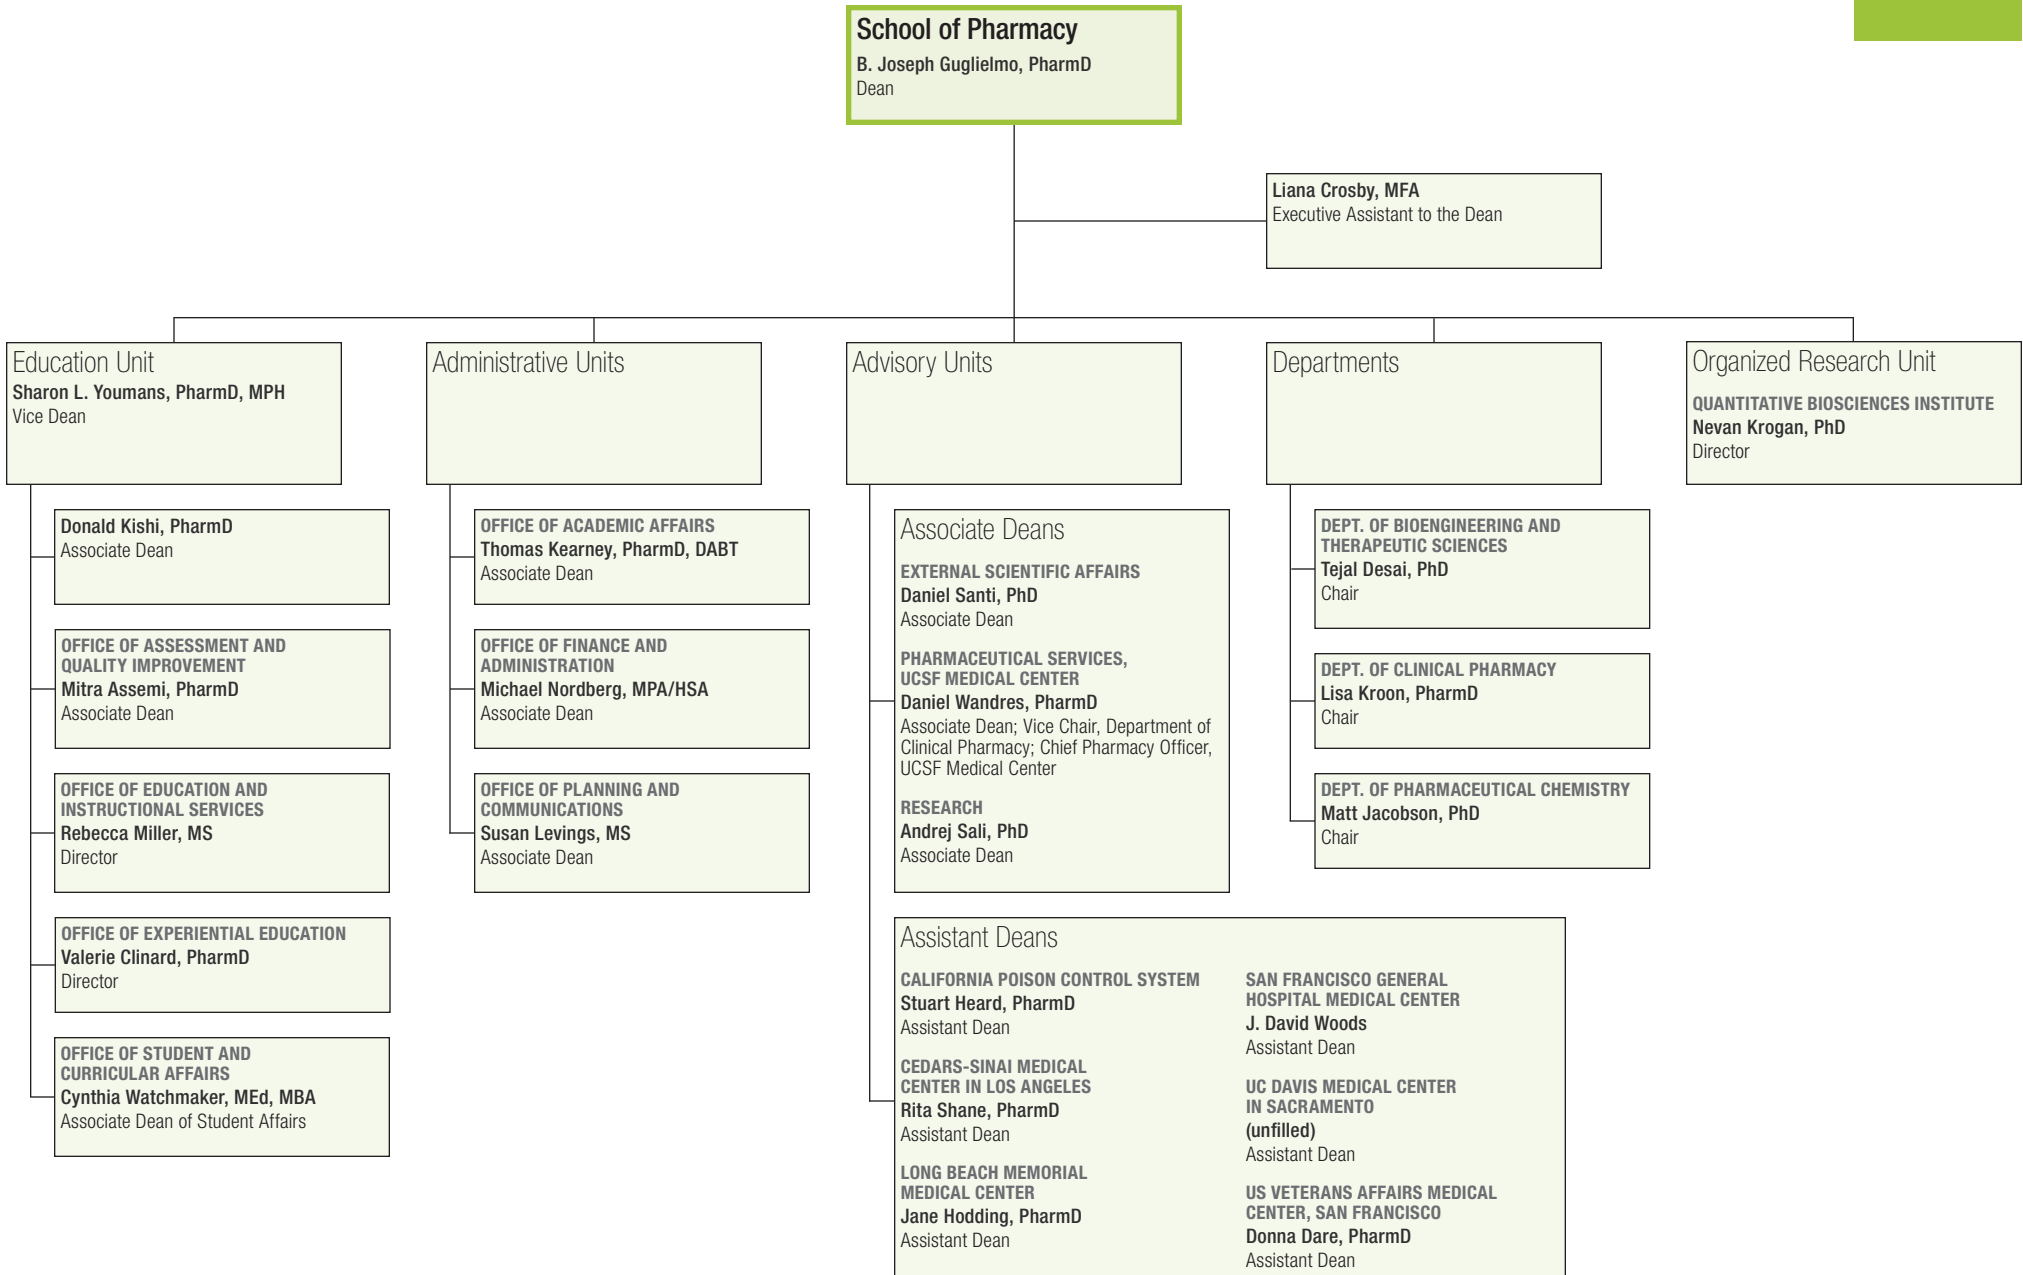 School of Pharmacy
B. Joseph Guglielmo, PharmD
Dean
Liana Crosby, MFA
Executive Assistant to the Dean
Education Unit
Sharon L. Youmans, PharmD, MPH
Vice Dean
Donald Kishi, PharmD
Associate Dean
OFFICE OF ASSESSMENT AND
QUALITY IMPROVEMENT
Mitra Assemi, PharmD
Associate Dean
OFFICE OF EDUCATION AND
INSTRUCTIONAL SERVICES
Rebecca Miller, MS
Director
OFFICE OF EXPERIENTIAL EDUCATION
Valerie Clinard, PharmD
Director
OFFICE OF STUDENT AND
CURRICULAR AFFAIRS
Cynthia Watchmaker, MEd, MBA
Associate Dean of Student Affairs
Administrative Units
OFFICE OF ACADEMIC AFFAIRS
Thomas Kearney, PharmD, DABT
Associate Dean
OFFICE OF FINANCE AND
ADMINISTRATION
Michael Nordberg, MPA/HSA
Associate Dean
OFFICE OF PLANNING AND
COMMUNICATIONS
Susan Levings, MS
Associate Dean
Advisory Units
Associate Deans
EXTERNAL SCIENTIFIC AFFAIRS
Daniel Santi, PhD
Associate Dean
PHARMACEUTICAL SERVICES,
UCSF MEDICAL CENTER
Daniel Wandres, PharmD
Associate Dean; Vice Chair, Department of
Clinical Pharmacy; Chief Pharmacy Officer,
UCSF Medical Center
RESEARCH
Andrej Sali, PhD
Associate Dean
Assistant Deans
CALIFORNIA POISON CONTROL SYSTEM
Stuart Heard, PharmD
Assistant Dean
CEDARS-SINAI MEDICAL
CENTER IN LOS ANGELES
Rita Shane, PharmD
Assistant Dean
LONG BEACH MEMORIAL
MEDICAL CENTER
Jane Hodding, PharmD
Assistant Dean
SAN FRANCISCO GENERAL
HOSPITAL MEDICAL CENTER
J. David Woods
Assistant Dean
UC DAVIS MEDICAL CENTER
IN SACRAMENTO
(unfilled)
Assistant Dean
US VETERANS AFFAIRS MEDICAL
CENTER, SAN FRANCISCO
Donna Dare, PharmD
Assistant Dean
Departments
DEPT. OF BIOENGINEERING AND
THERAPEUTIC SCIENCES
Tejal Desai, PhD
Chair
DEPT. OF CLINICAL PHARMACY
Lisa Kroon, PharmD
Chair
DEPT. OF PHARMACEUTICAL CHEMISTRY
Matt Jacobson, PhD
Chair
Organized Research Unit
QUANTITATIVE BIOSCIENCES INSTITUTE
Nevan Krogan, PhD
Director